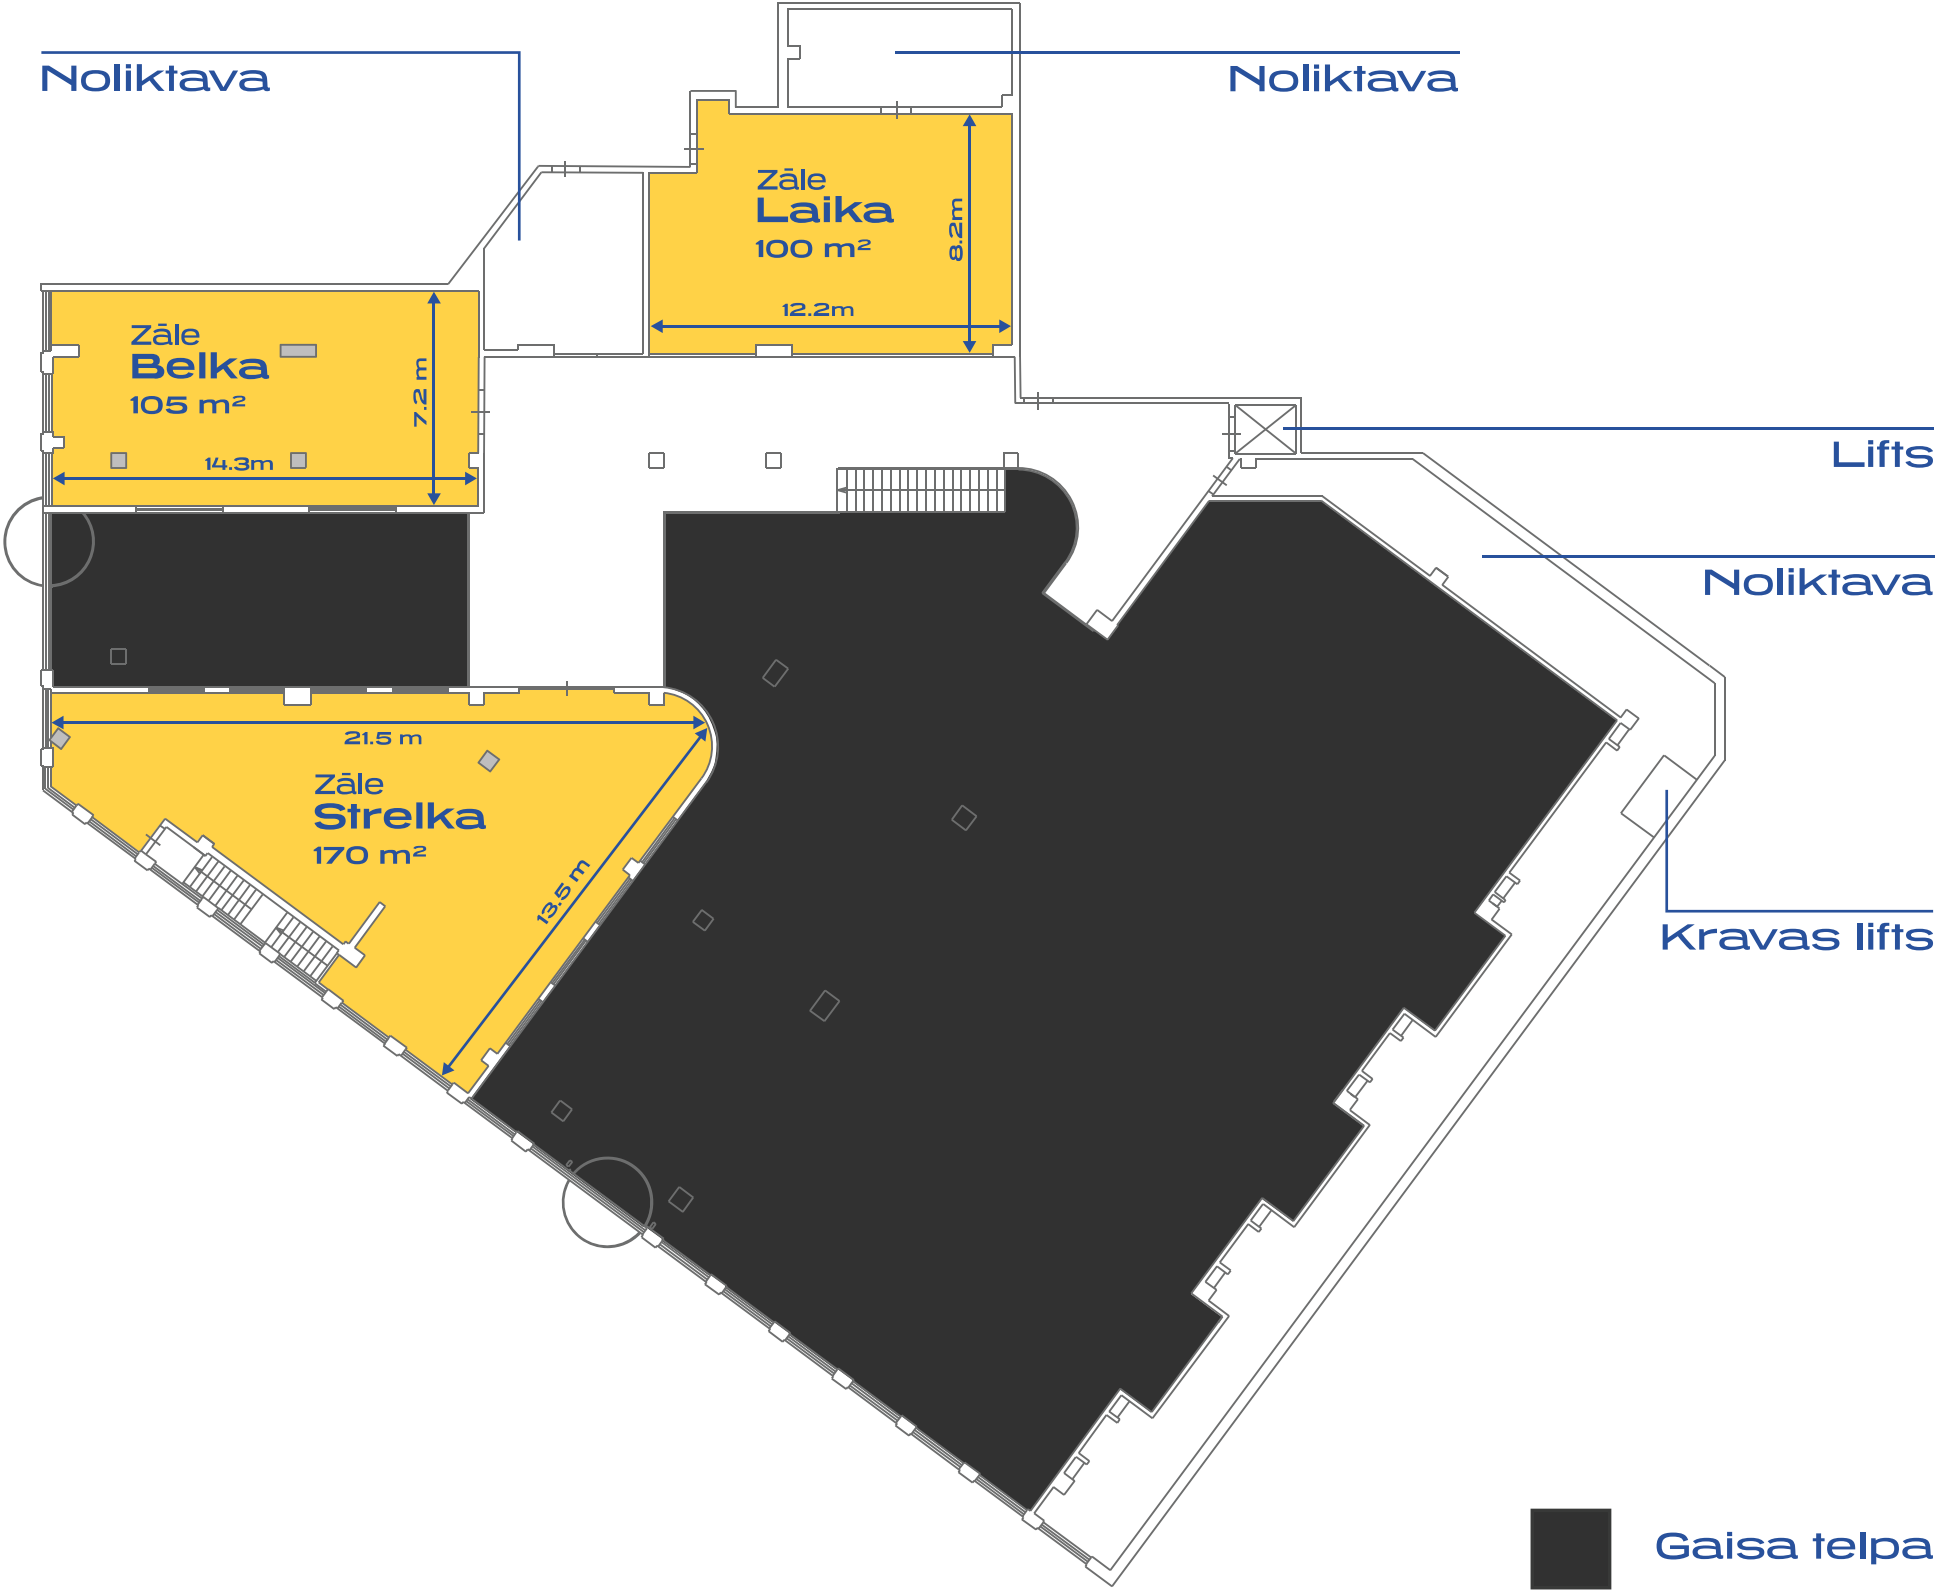 Noliktava
Noliktava
Zāle
Laika
100 m²
8.2m
12.2m
Zāle
Belka
105 m²
7.2 m
14.3m
Lifts
Noliktava
21.5 m
Zāle
Strelka
170 m²
13.5 m
Kravas lifts
Gaisa telpa